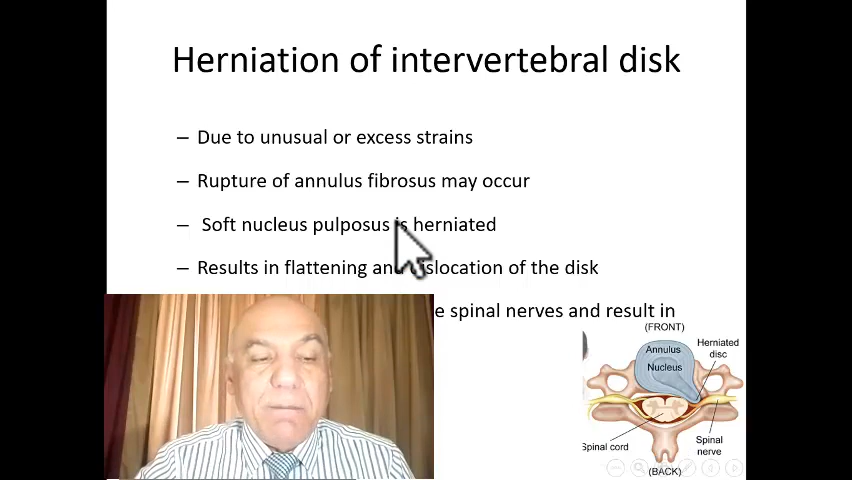 Herniation of intervertebral disk
– Due to unusual or excess strains
– Rupture of annulus fibrosus may occur
– Soft nucleus pulposus is herniated
– Results in flattening and dislocation of the disk
spinal nerves and result in
(FRONT)
Herniated
disc
Annulus
Nucleus
Spinal cord
Spinal
nerve
(BACK)